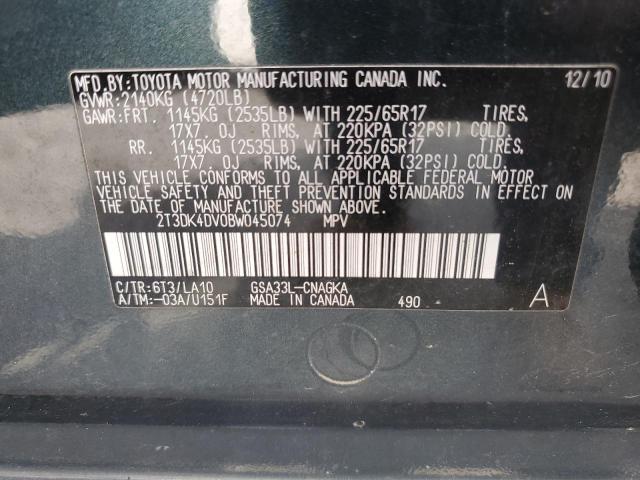 MFD.BY:TOYOTA MOTOR MANUFACTURING CANADA INC. 12/10
GVWR:2140KG (4720LB)
GAWR:FRT. 1145KG (2535LB) WITH 225/65R17 TIRES,
17X7.0J RIMS, AT 220KPA (32PSI) COLD.
RR. 1145KG (2535LB) WITH 225/65R17 TIRES,
17X7.0J RIMS, AT 220KPA (32PSI) COLD.
THIS VEHICLE CONFORMS TO ALL APPLICABLE FEDERAL MOTOR
VEHICLE SAFETY AND THEFT PREVENTION STANDARDS IN EFFECT
ON THE DATE OF MANUFACTURE SHOWN ABOVE.
2T3DK4DV0BW045074 MPV
C/TR:6T3/LA10 GSA33L-CNAGKA
A/TM:-03A/U151F MADE IN CANADA 490 A